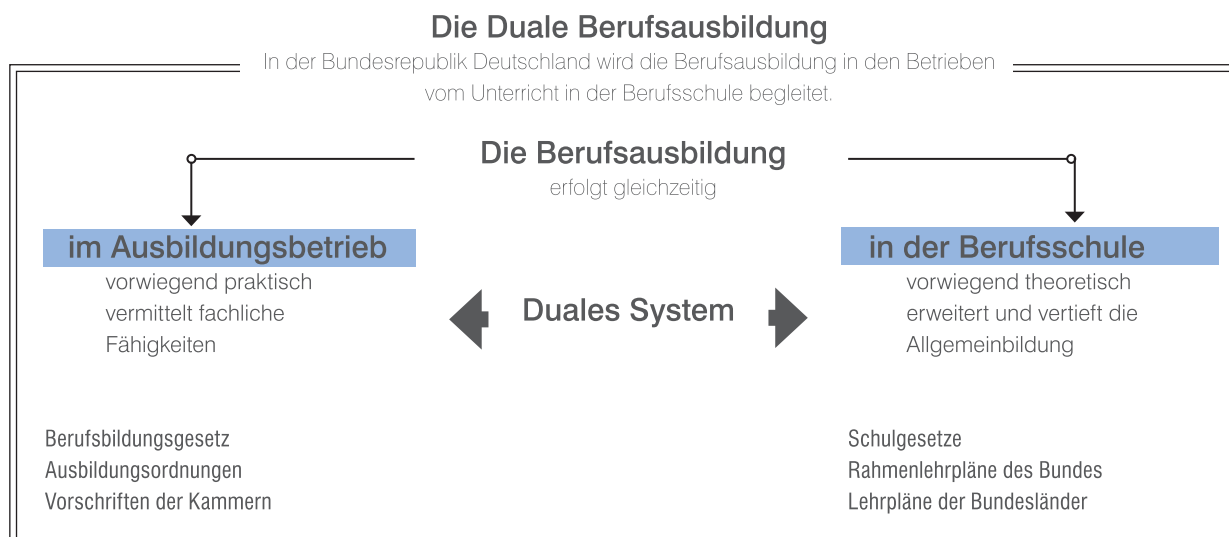 Die Duale Berufsausbildung
In der Bundesrepublik Deutschland wird die Berufsausbildung in den Betrieben
vom Unterricht in der Berufsschule begleitet.
Die Berufsausbildung
erfolgt gleichzeitig
im Ausbildungsbetrieb
vorwiegend praktisch
vermittelt fachliche
Fähigkeiten
Duales System
in der Berufsschule
vorwiegend theoretisch
erweitert und vertieft die
Allgemeinbildung
Berufsbildungsgesetz
Ausbildungsordnungen
Vorschriften der Kammern
Schulgesetze
Rahmenlehrpläne des Bundes
Lehrpläne der Bundesländer